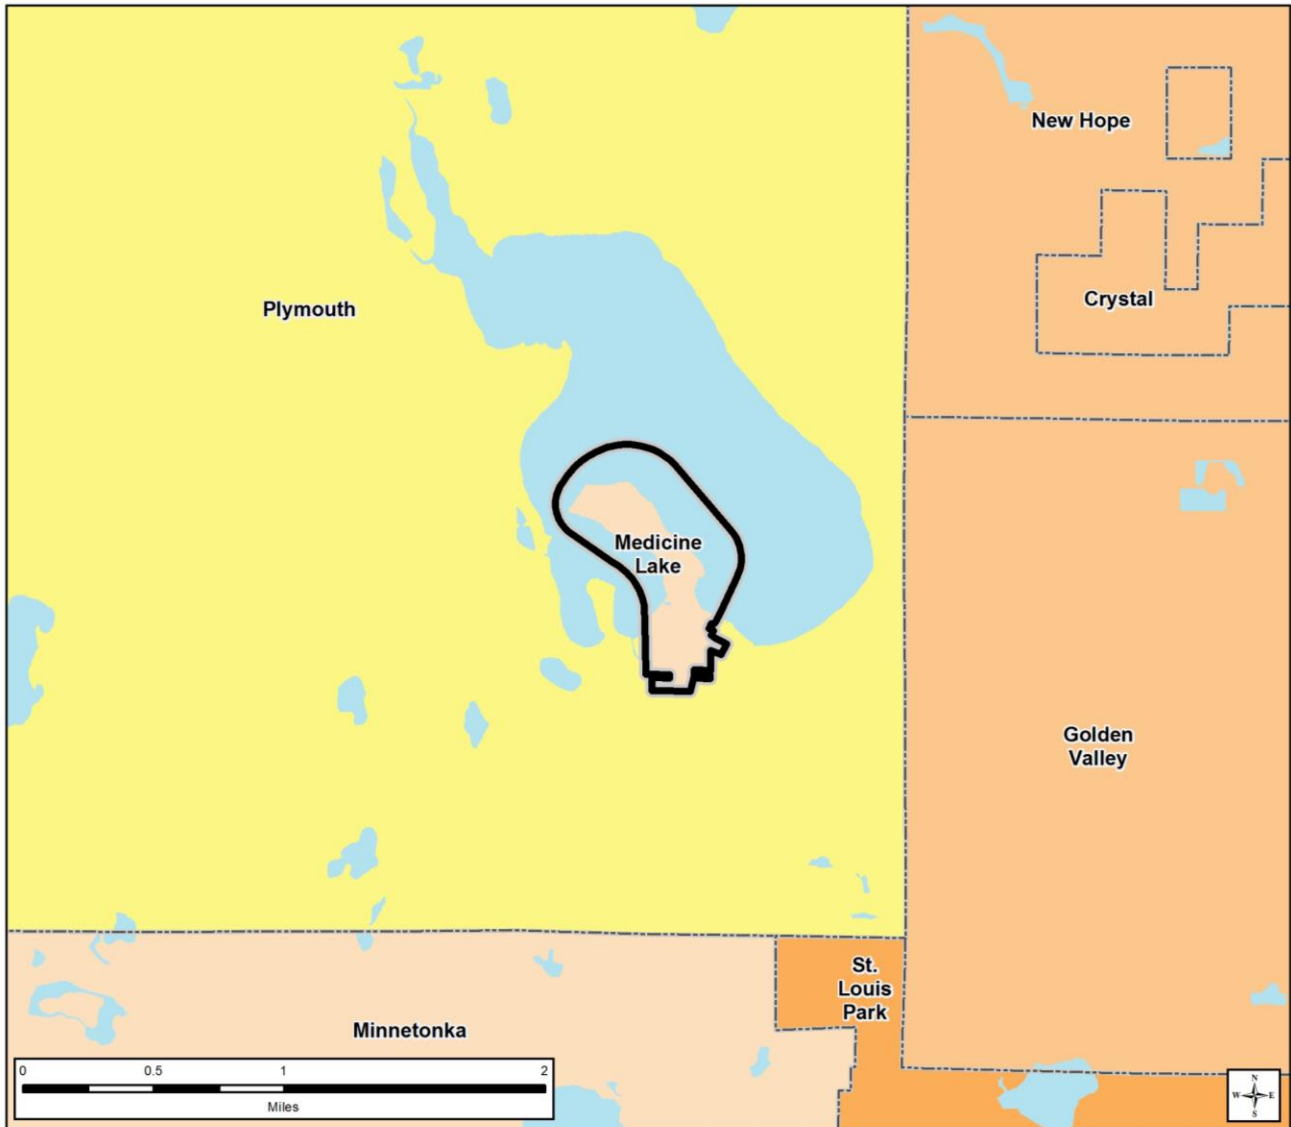 New Hope
Plymouth
Crystal
Medicine
Lake
Golden
Valley
St.
Louis
Park
Minnetonka
0 0.5 1 2
Miles
N
W E
S